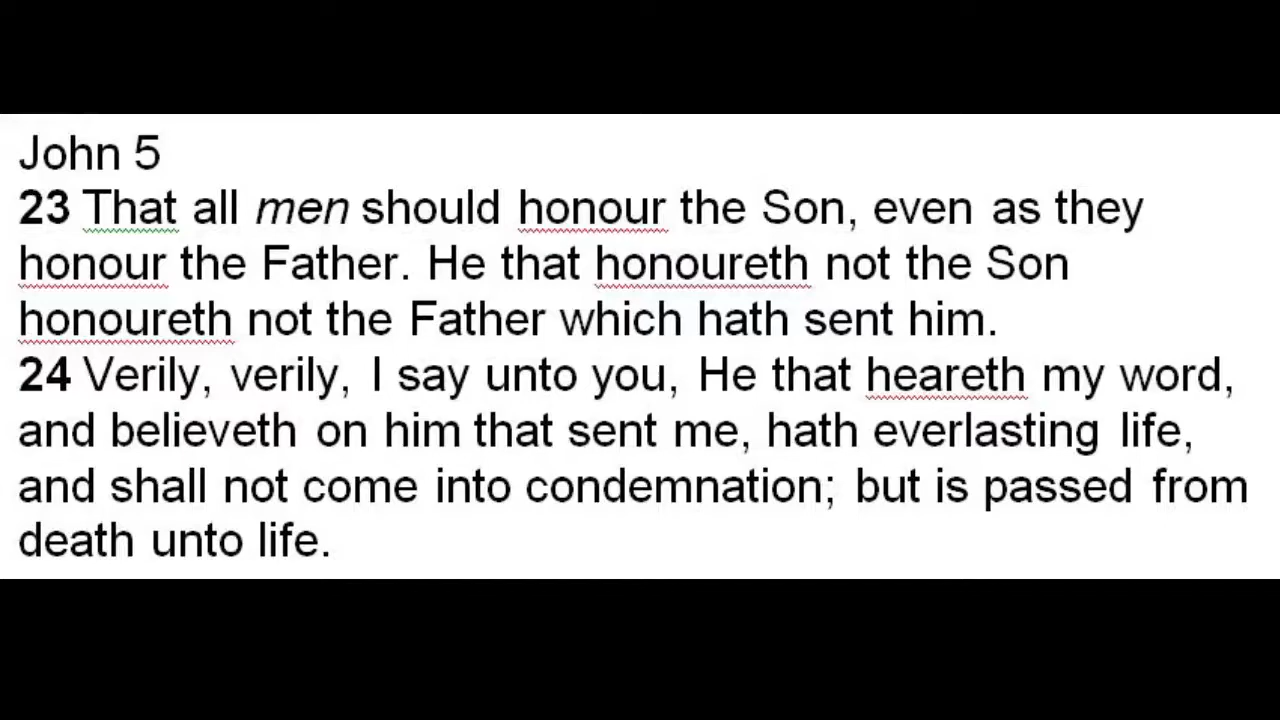 John 5
23 That all men should honour the Son, even as they
honour the Father. He that honoureth not the Son
honoureth not the Father which hath sent him.
24 Verily, verily, I say unto you, He that heareth my word,
and believeth on him that sent me, hath everlasting life,
and shall not come into condemnation; but is passed from
death unto life.